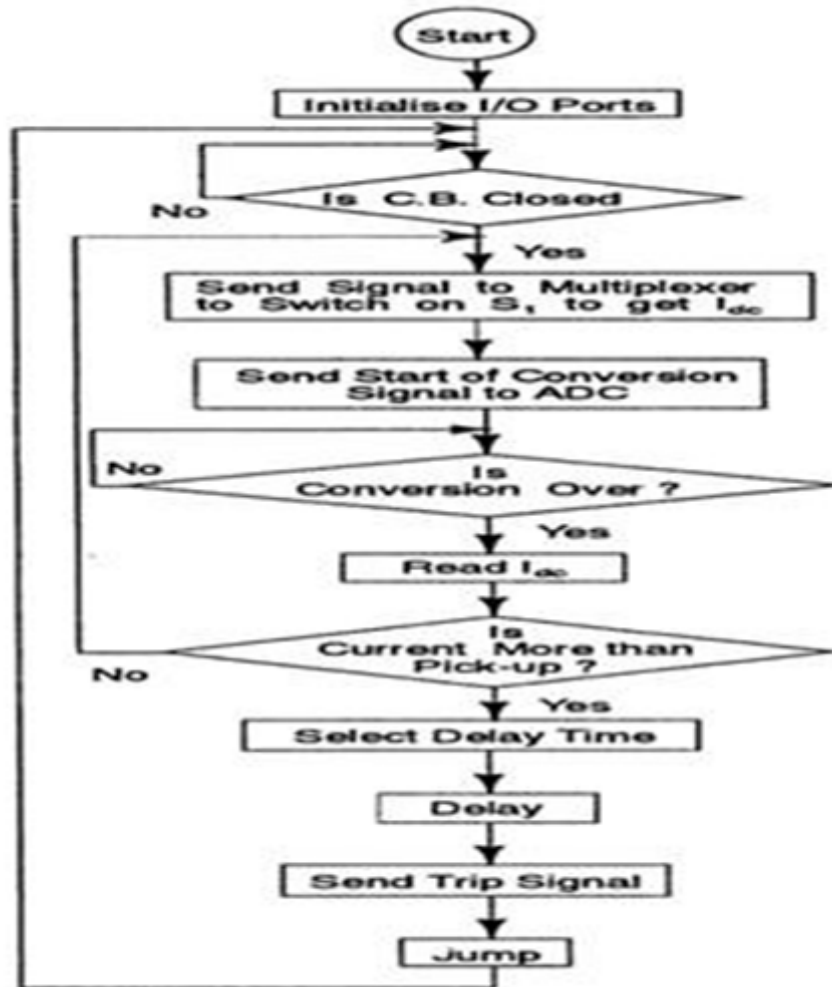 Start
Initialise I/O Ports
Is C.B. Closed
No
Yes
Send Signal to Multiplexer
to Switch on S₁ to get I_dc
Send Start of Conversion
Signal to ADC
Is
No
Conversion Over ?
Yes
Read I_dc
Is
Current More than
Pick-up ?
No
Yes
Select Delay Time
Delay
Send Trip Signal
Jump